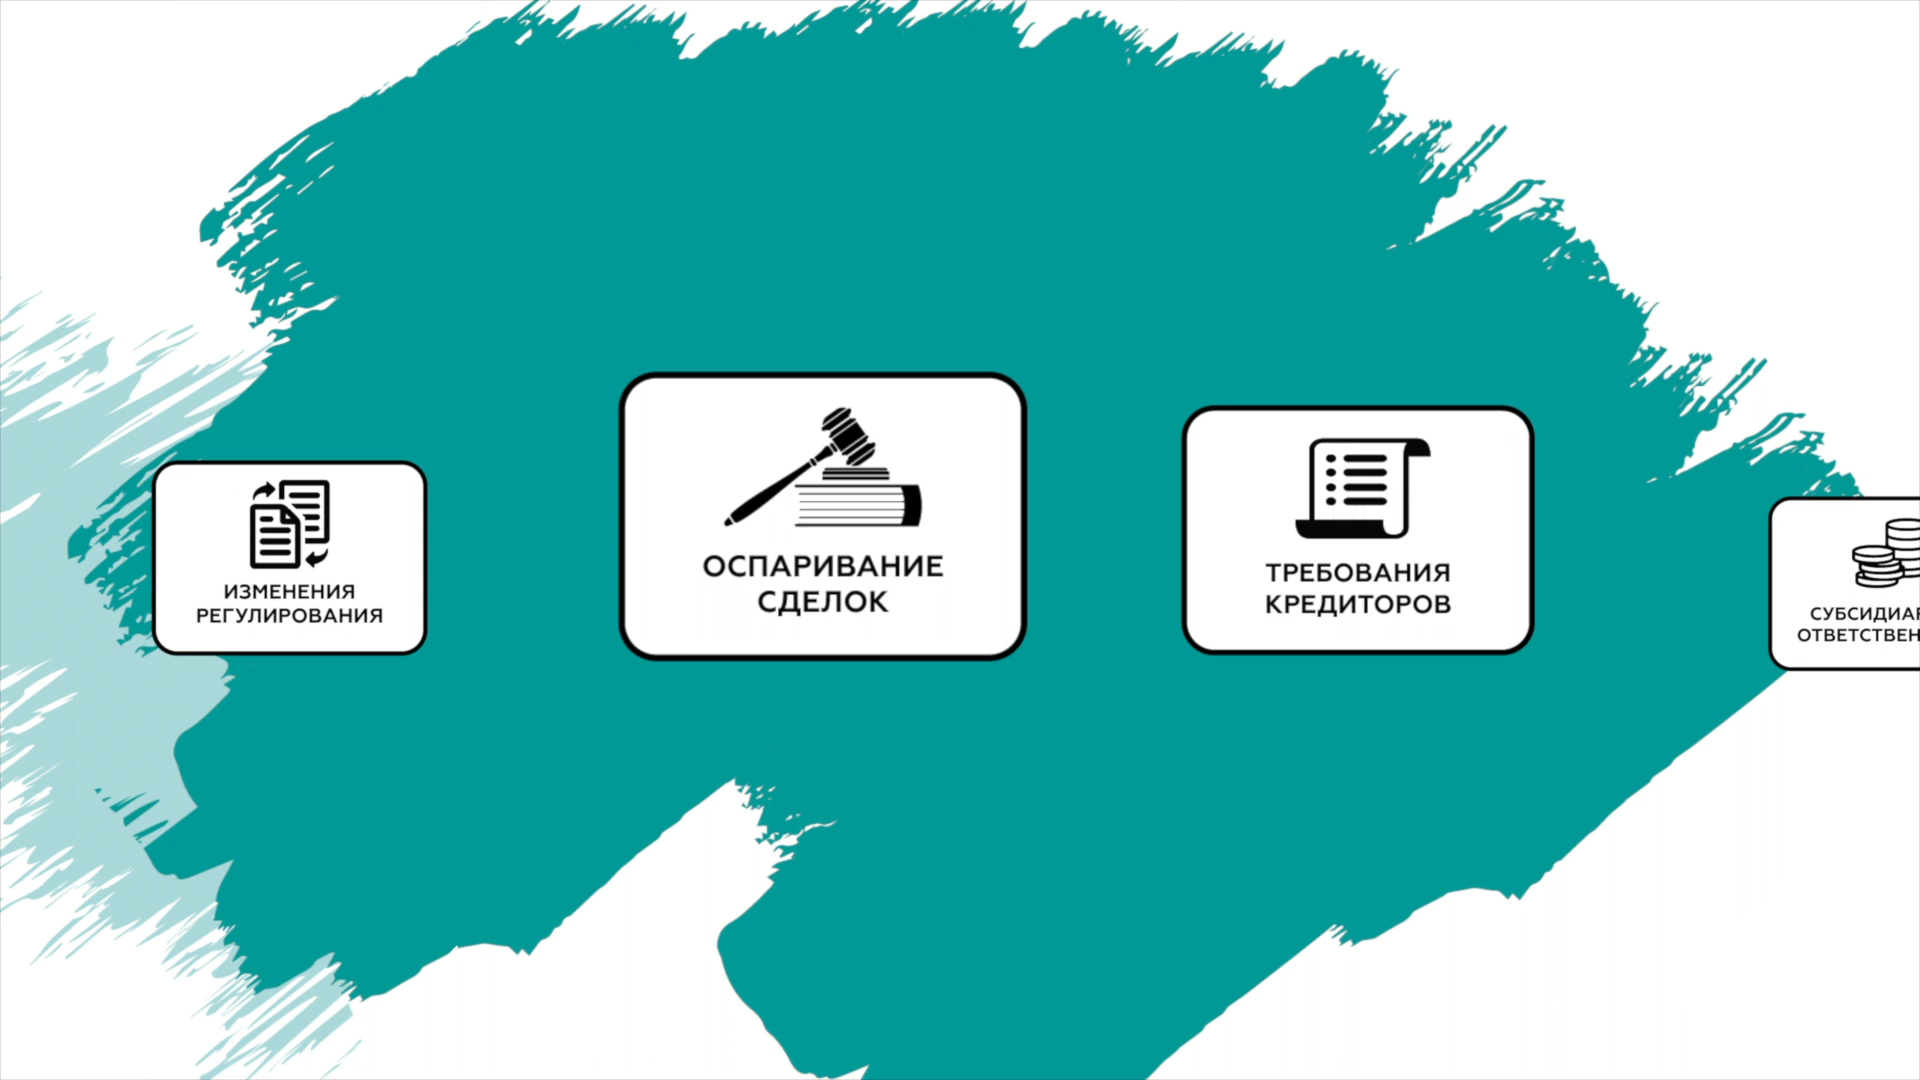 ИЗМЕНЕНИЯ
РЕГУЛИРОВАНИЯ
ОСПАРИВАНИЕ
СДЕЛОК
ТРЕБОВАНИЯ
КРЕДИТОРОВ